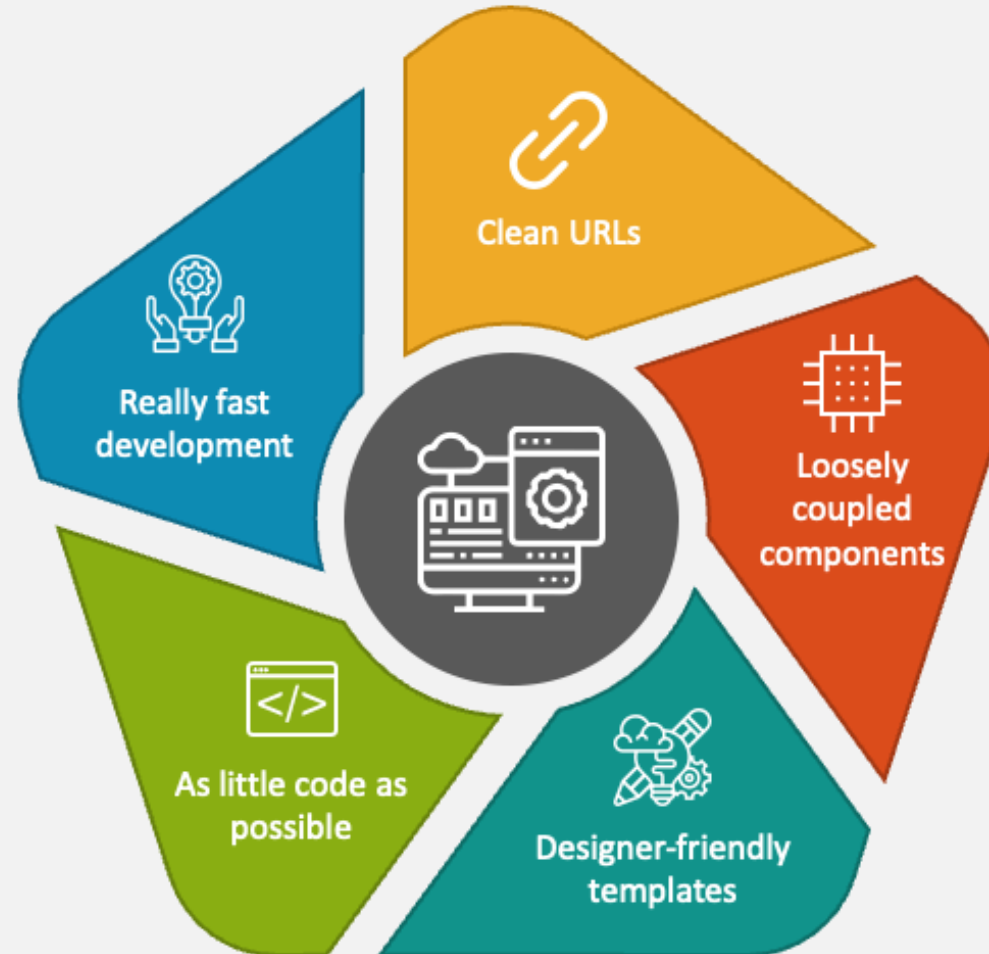 Clean URLs
Loosely
coupled
components
Designer-friendly
templates
As little code as
possible
Really fast
development